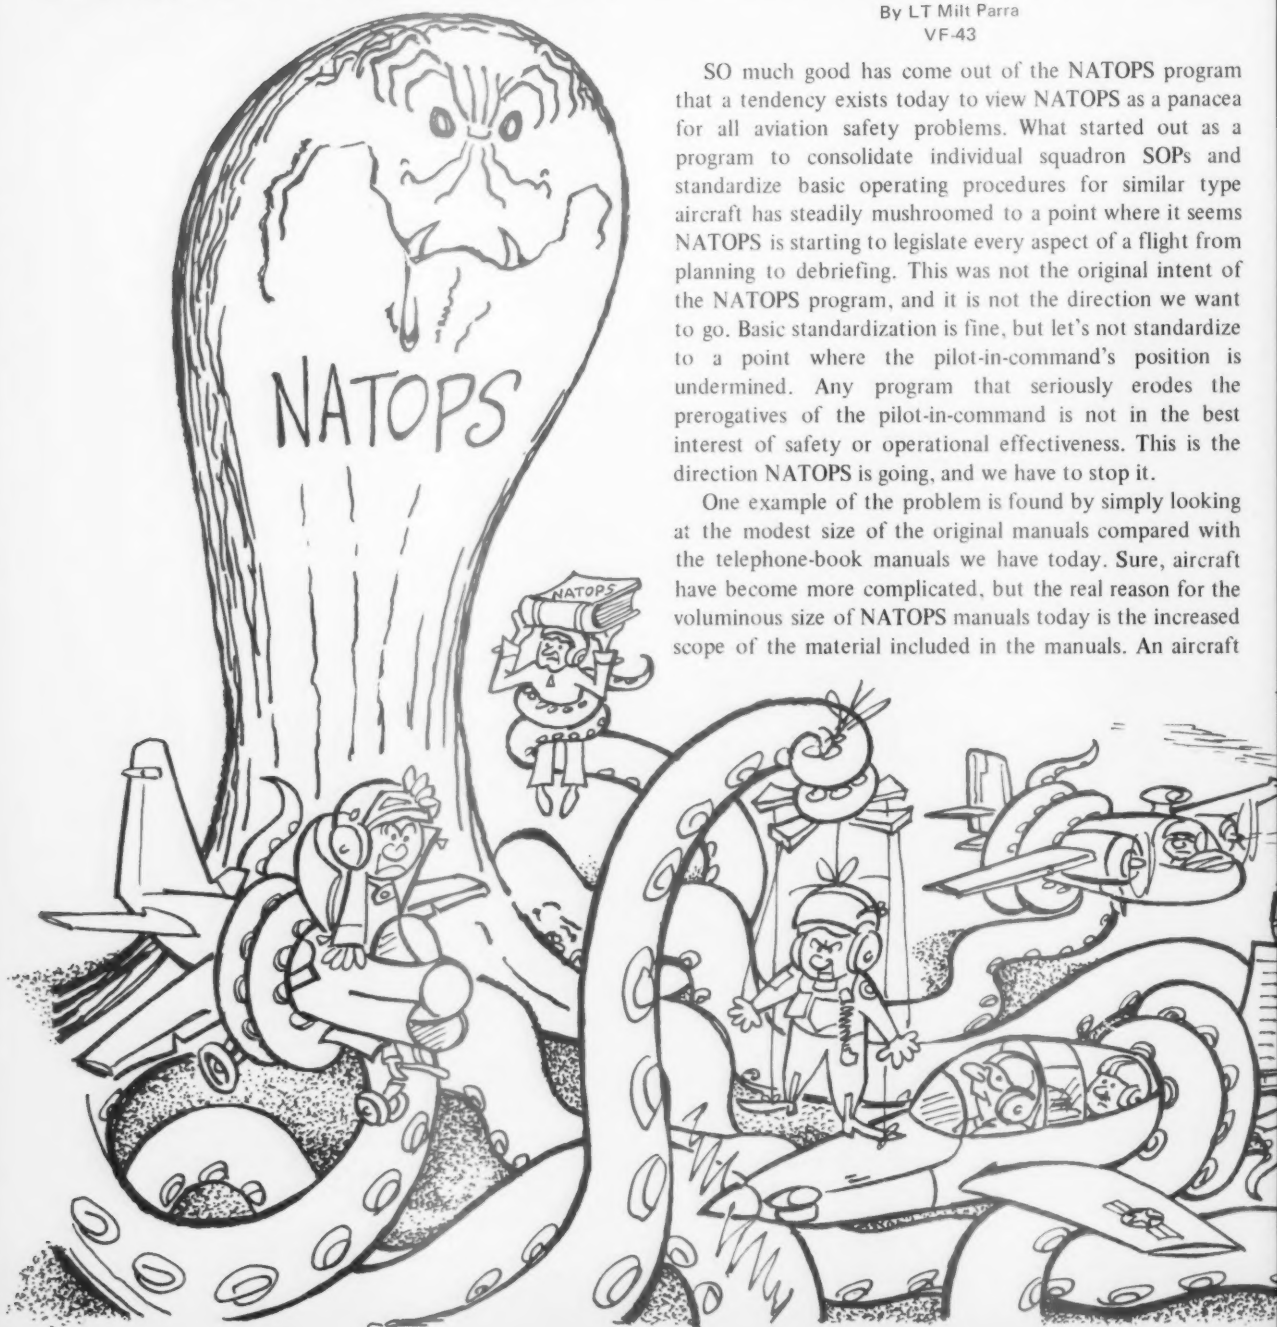 By LT Milt Parra
VF-43
SO much good has come out of the NATOPS program
that a tendency exists today to view NATOPS as a panacea
for all aviation safety problems. What started out as a
program to consolidate individual squadron SOPs and
standardize basic operating procedures for similar type
aircraft has steadily mushroomed to a point where it seems
NATOPS is starting to legislate every aspect of a flight from
planning to debriefing. This was not the original intent of
the NATOPS program, and it is not the direction we want
to go. Basic standardization is fine, but let's not standardize
to a point where the pilot-in-command's position is
undermined. Any program that seriously erodes the
prerogatives of the pilot-in-command is not in the best
interest of safety or operational effectiveness. This is the
direction NATOPS is going, and we have to stop it.
One example of the problem is found by simply looking
at the modest size of the original manuals compared with
the telephone-book manuals we have today. Sure, aircraft
have become more complicated, but the real reason for the
voluminous size of NATOPS manuals today is the increased
scope of the material included in the manuals. An aircraft
NATOPS
NATOPS